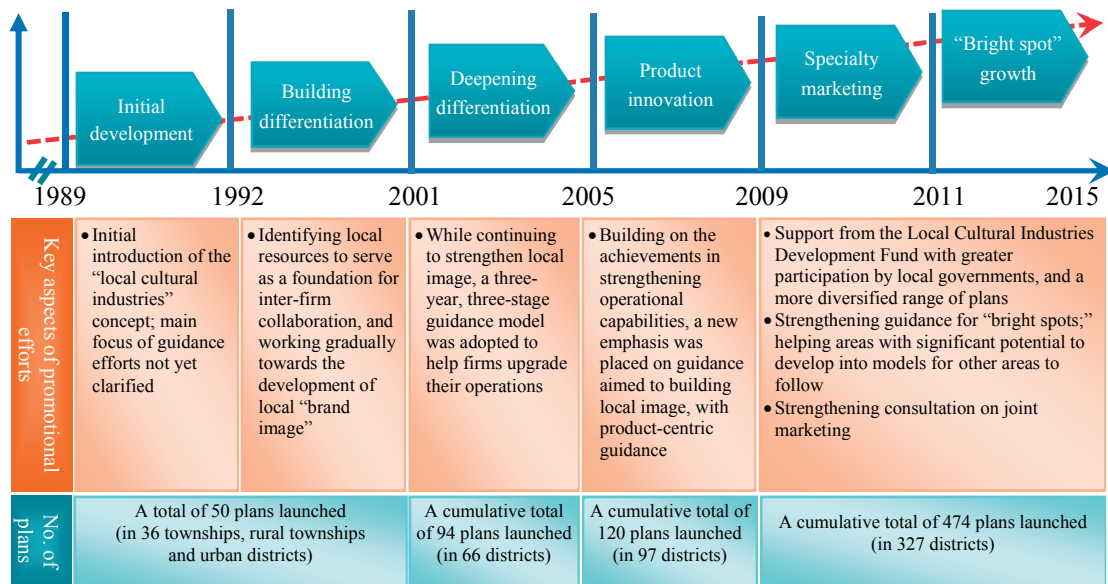 Initial
development
Building
differentiation
Deepening
differentiation
Product
innovation
Specialty
marketing
“Bright spot”
growth
1989
1992
2001
2005
2009
2011
2015
Key aspects of promotional
efforts
• Initial
introduction of the
“local cultural
industries”
concept; main
focus of guidance
efforts not yet
clarified
• Identifying local
resources to serve
as a foundation for
inter-firm
collaboration, and
working gradually
towards the
development of
local “brand
image”
• While continuing
to strengthen local
image, a three-
year, three-stage
guidance model
was adopted to
help firms upgrade
their operations
• Building on the
achievements in
strengthening
operational
capabilities, a new
emphasis was
placed on guidance
aimed to building
local image, with
product-centric
guidance
• Support from the Local Cultural Industries
Development Fund with greater
participation by local governments, and a
more diversified range of plans
• Strengthening guidance for “bright spots;”
helping areas with significant potential to
develop into models for other areas to
follow
• Strengthening consultation on joint
marketing
No. of
plans
A total of 50 plans launched
(in 36 townships, rural townships
and urban districts)
A cumulative total
of 94 plans launched
(in 66 districts)
A cumulative total of
120 plans launched
(in 97 districts)
A cumulative total of 474 plans launched
(in 327 districts)